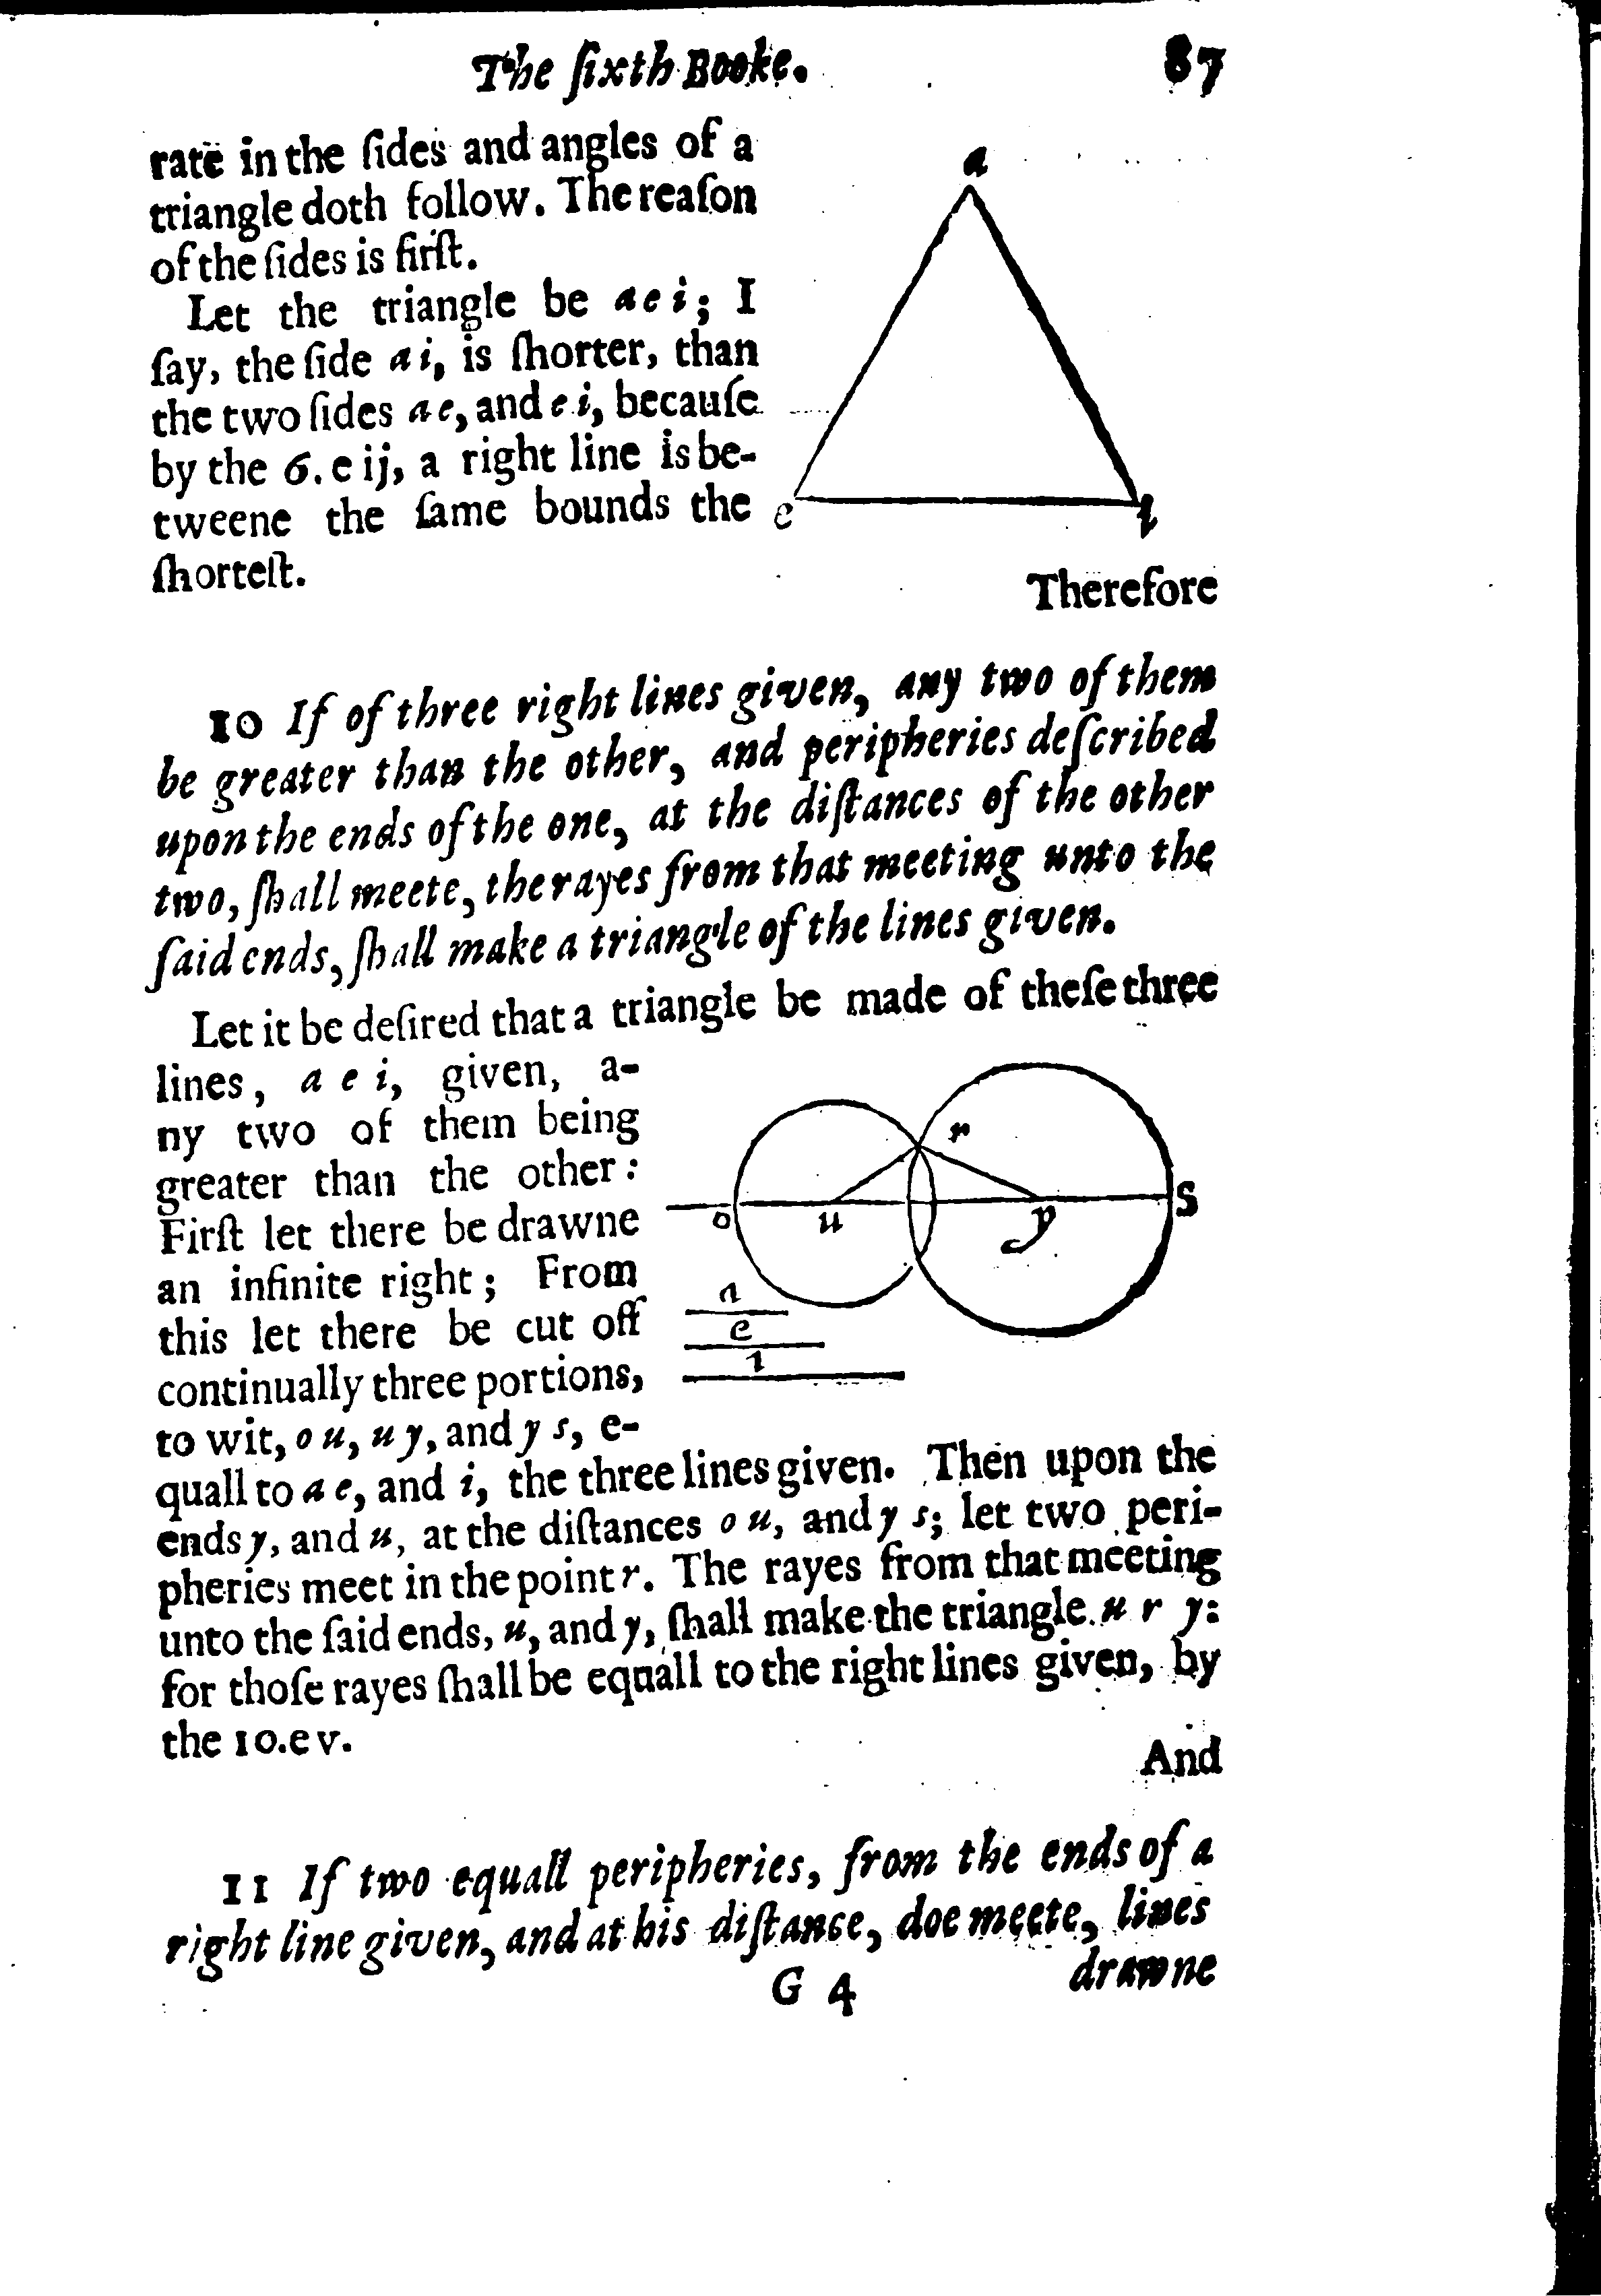 The ſixth Booke. 87
rate in the ſides and angles of a
triangle doth follow. The reaſon
of the ſides is firſt.
Let the triangle be a e i; I
ſay, the ſide a i, is ſhorter, than
the two ſides a e, and e i, becauſe
by the 6. e ij, a right line is be-
tweene the ſame bounds the
ſhorteſt.
a
e
i
Therefore
10 If of three right lines given, any two of them
be greater than the other, and peripheries deſcribed
upon the ends of the one, at the diſtances of the other
two, ſhall meete, the rayes from that meeting unto the
ſaid ends, ſhall make a triangle of the lines given.
Let it be deſired that a triangle be made of theſe three
lines, a e i, given, a-
ny two of them being
greater than the other:
Firſt let there be drawne
an infinite right; From
this let there be cut off
continually three portions,
to wit, o u, u y, and y s, e-
r
o u y S
a
e
i
quall to a e, and i, the three lines given. Then upon the
ends y, and u, at the diſtances o u, and y s; let two peri-
pheries meet in the point r. The rayes from that meeting
unto the ſaid ends, u, and y, ſhall make the triangle u r y:
for thoſe rayes ſhall be equall to the right lines given, by
the 10. e v.
And
11 If two equall peripheries, from the ends of a
right line given, and at his diſtance, doe meete, lines
G 4 drawne